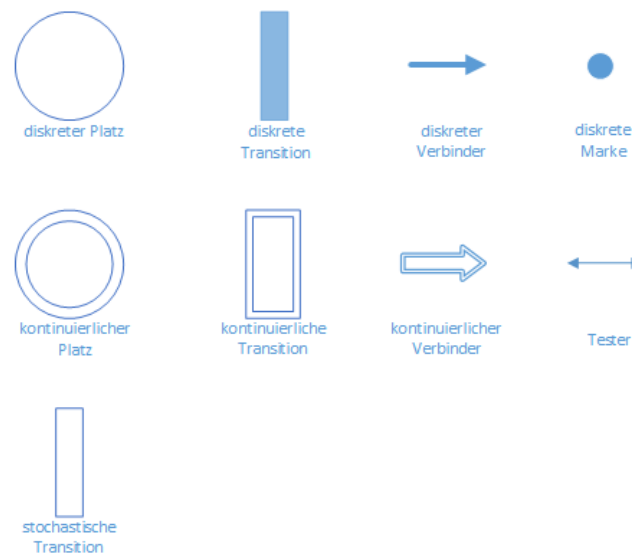 diskreter Platz
diskrete
Transition
diskreter
Verbinder
diskrete
Marke
kontinuierlicher
Platz
kontinuierliche
Transition
kontinuierlicher
Verbinder
Tester
stochastische
Transition